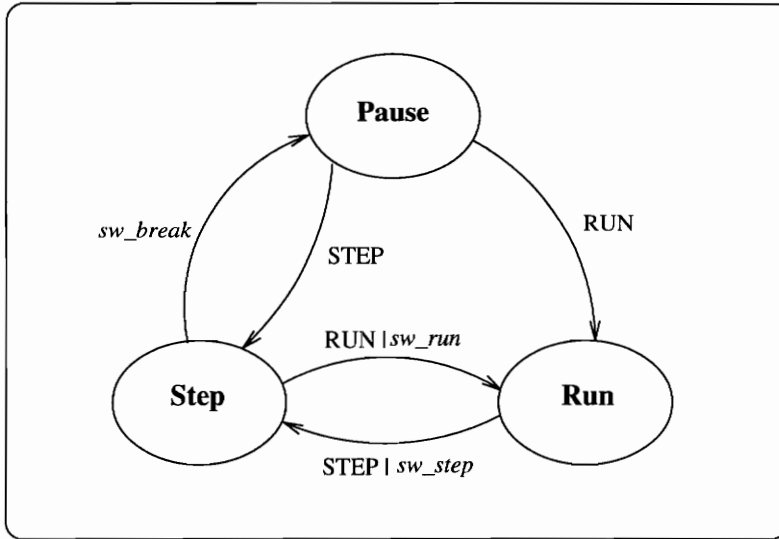 Pause
sw_break
RUN
STEP
RUN | sw_run
Step
Run
STEP | sw_step